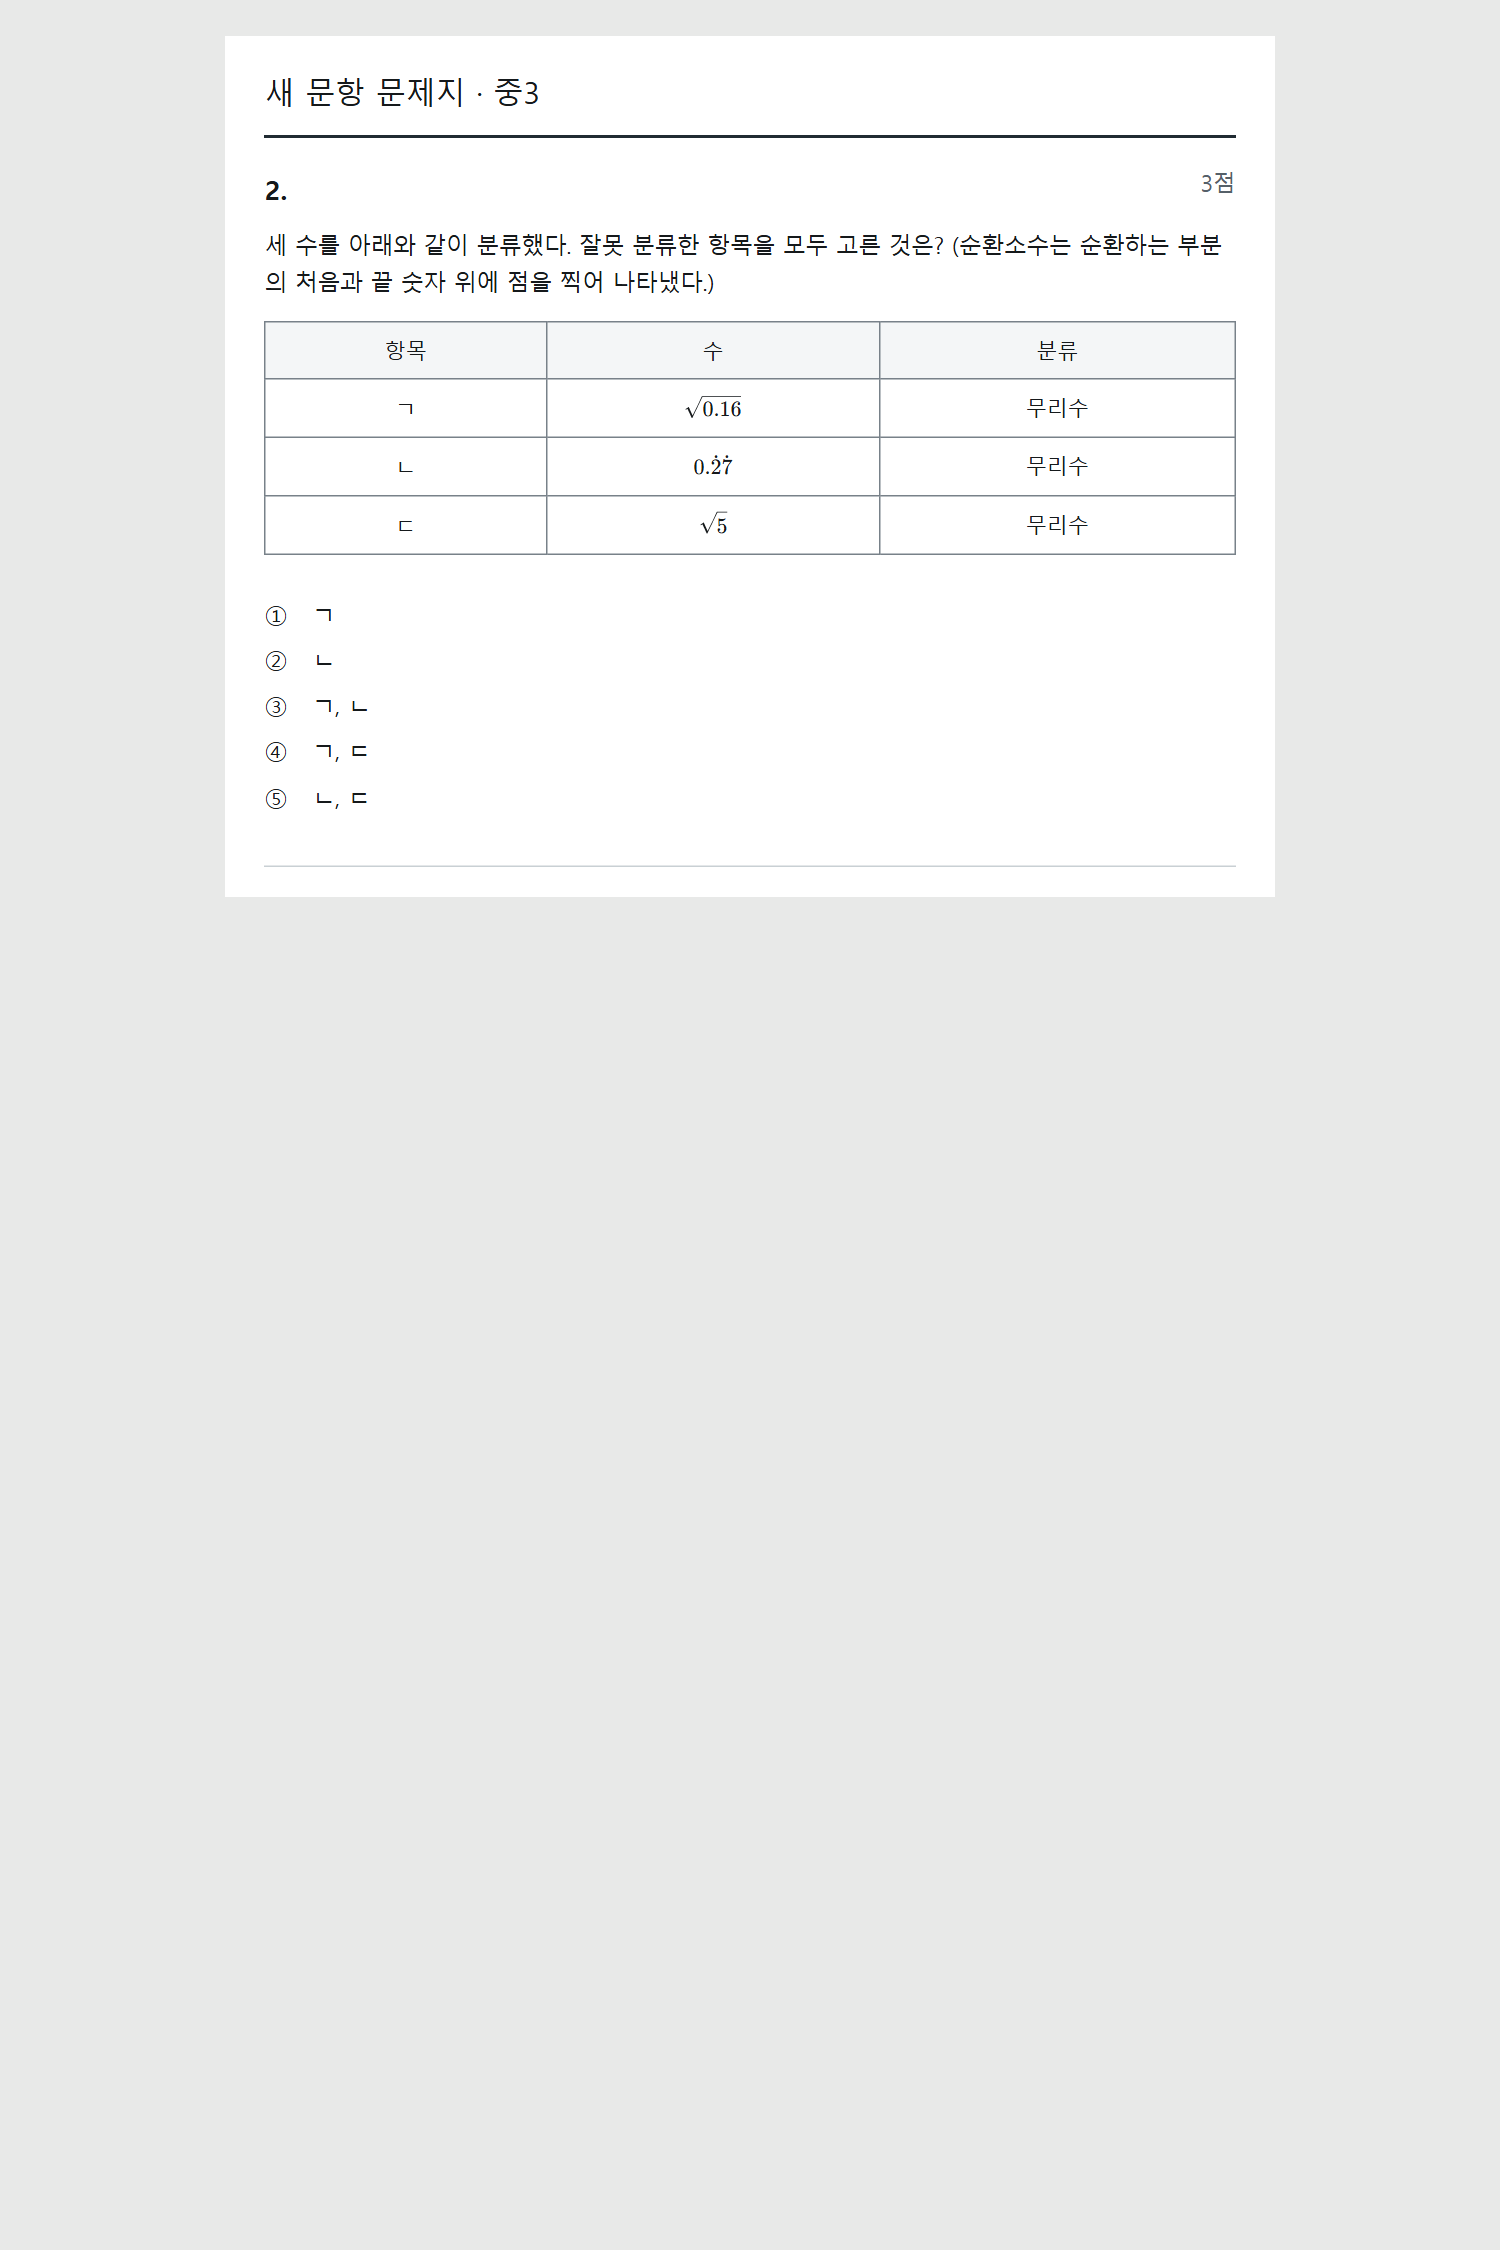 새 문항 문제지 · 중3
2.
3점
세 수를 아래와 같이 분류했다. 잘못 분류한 항목을 모두 고른 것은? (순환소수는 순환하는 부분
의 처음과 끝 숫자 위에 점을 찍어 나타냈다.)
항목 수 분류
ㄱ √0.16 무리수
ㄴ 0.2̇7̇ 무리수
ㄷ √5 무리수
① ㄱ
② ㄴ
③ ㄱ, ㄴ
④ ㄱ, ㄷ
⑤ ㄴ, ㄷ